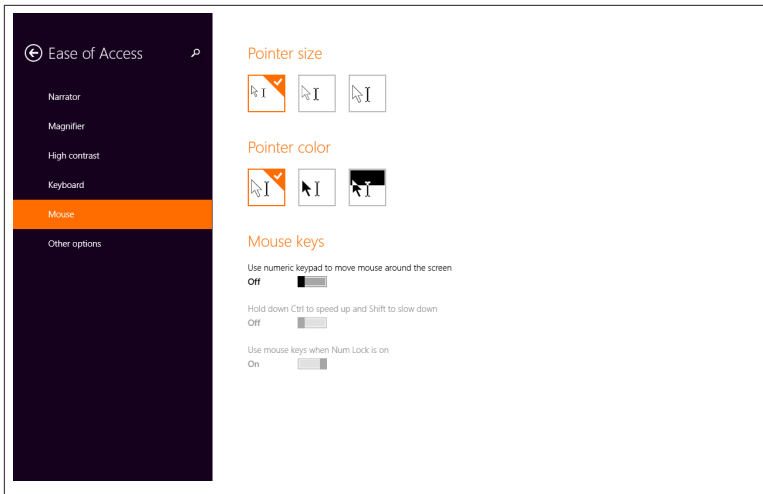 Ease of Access
Narrator
Magnifier
High contrast
Keyboard
Mouse
Other options
Pointer size
Pointer color
Mouse keys
Use numeric keypad to move mouse around the screen
Off
Hold down Ctrl to speed up and Shift to slow down
Off
Use mouse keys when Num Lock is on
On